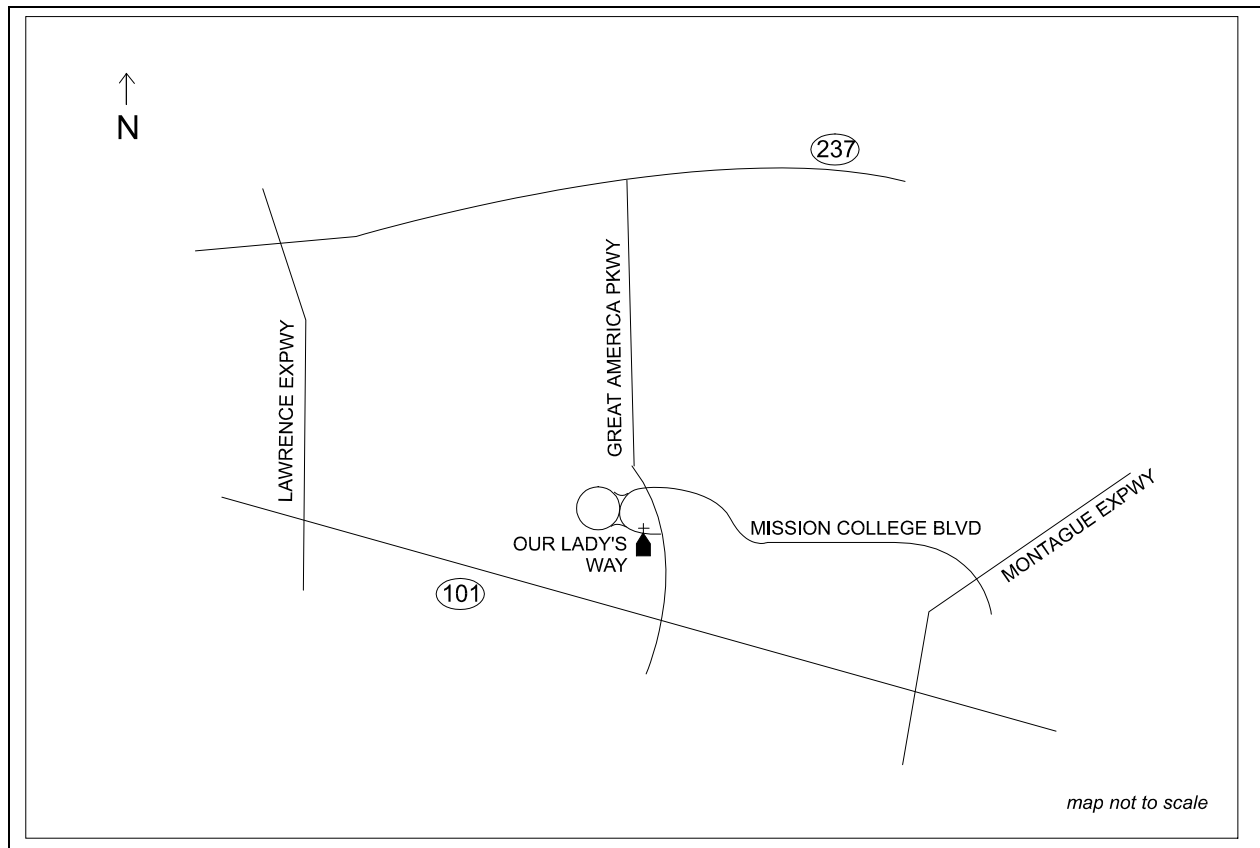 N
237
GREAT AMERICA PKWY
LAWRENCE EXPWY
MISSION COLLEGE BLVD
MONTAGUE EXPWY
OUR LADY'S
WAY
101
map not to scale